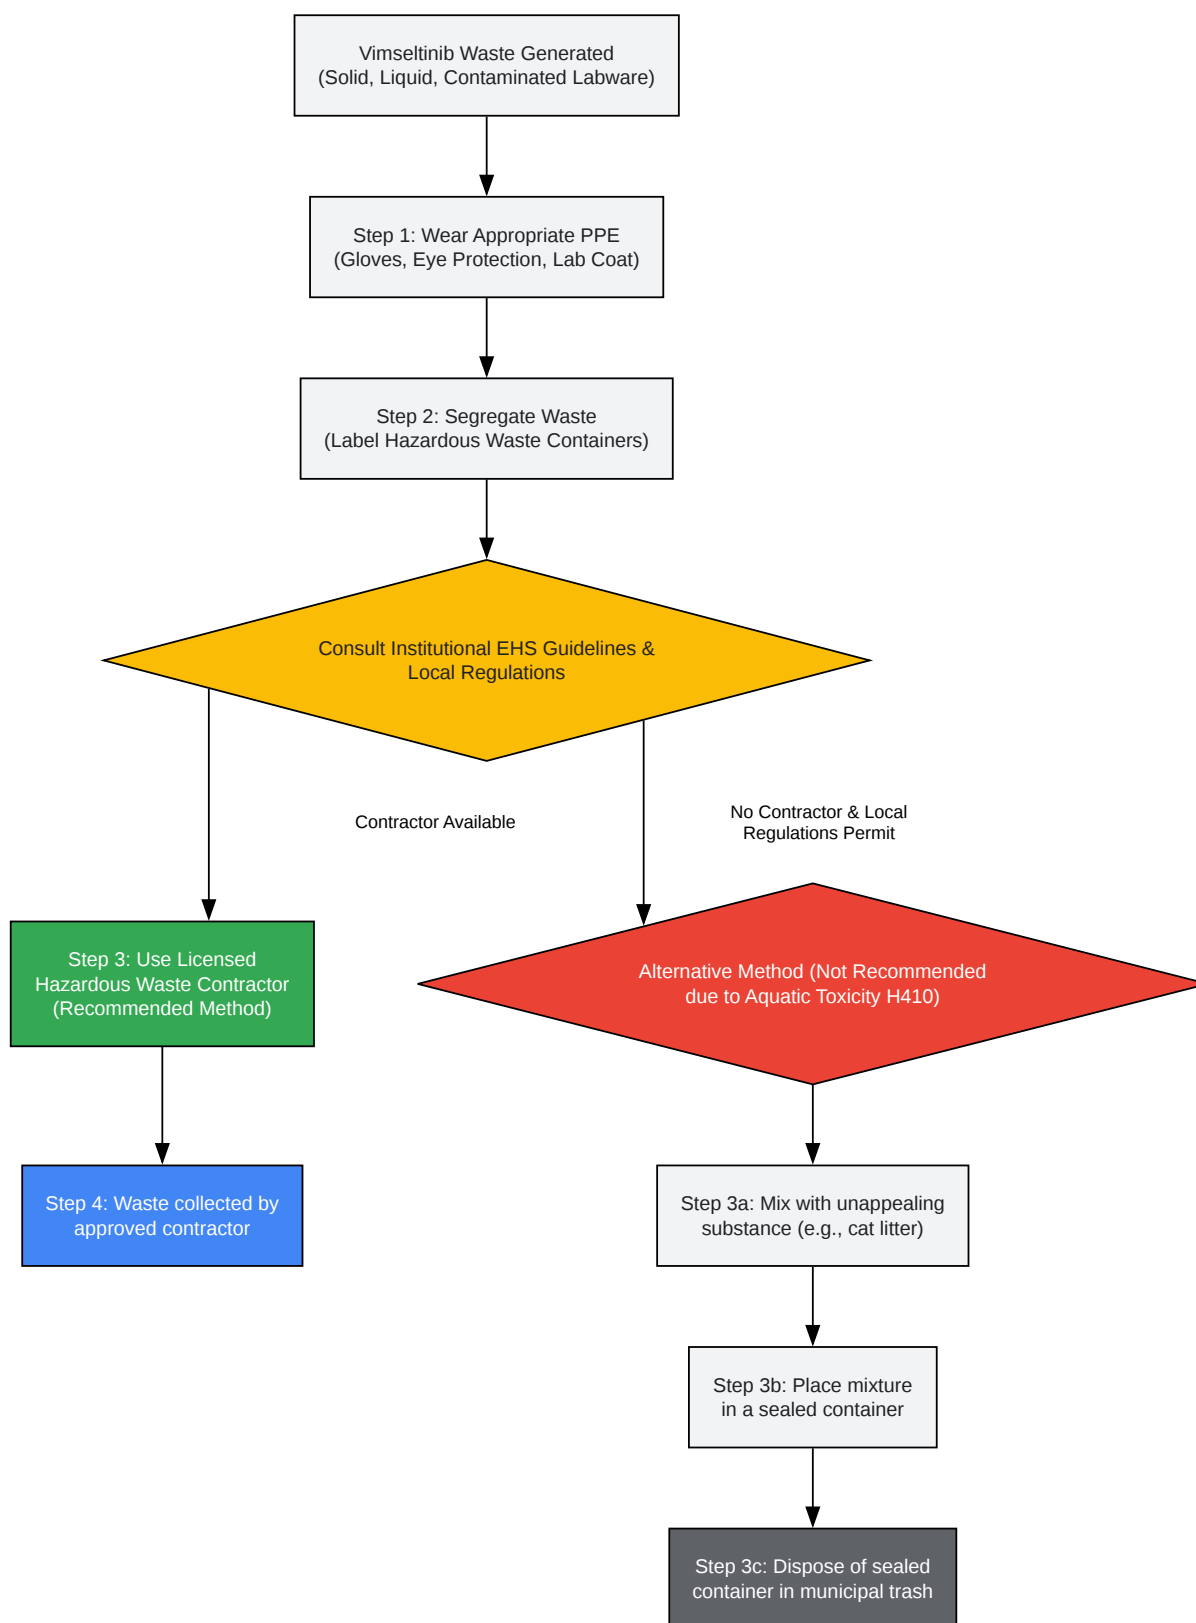 Vimseltinib Waste Generated
(Solid, Liquid, Contaminated Labware)
Step 1: Wear Appropriate PPE
(Gloves, Eye Protection, Lab Coat)
Step 2: Segregate Waste
(Label Hazardous Waste Containers)
Consult Institutional EHS Guidelines &
Local Regulations
Contractor Available
No Contractor & Local
Regulations Permit
Step 3: Use Licensed
Hazardous Waste Contractor
(Recommended Method)
Alternative Method (Not Recommended
due to Aquatic Toxicity H410)
Step 4: Waste collected by
approved contractor
Step 3a: Mix with unappealing
substance (e.g., cat litter)
Step 3b: Place mixture
in a sealed container
Step 3c: Dispose of sealed
container in municipal trash